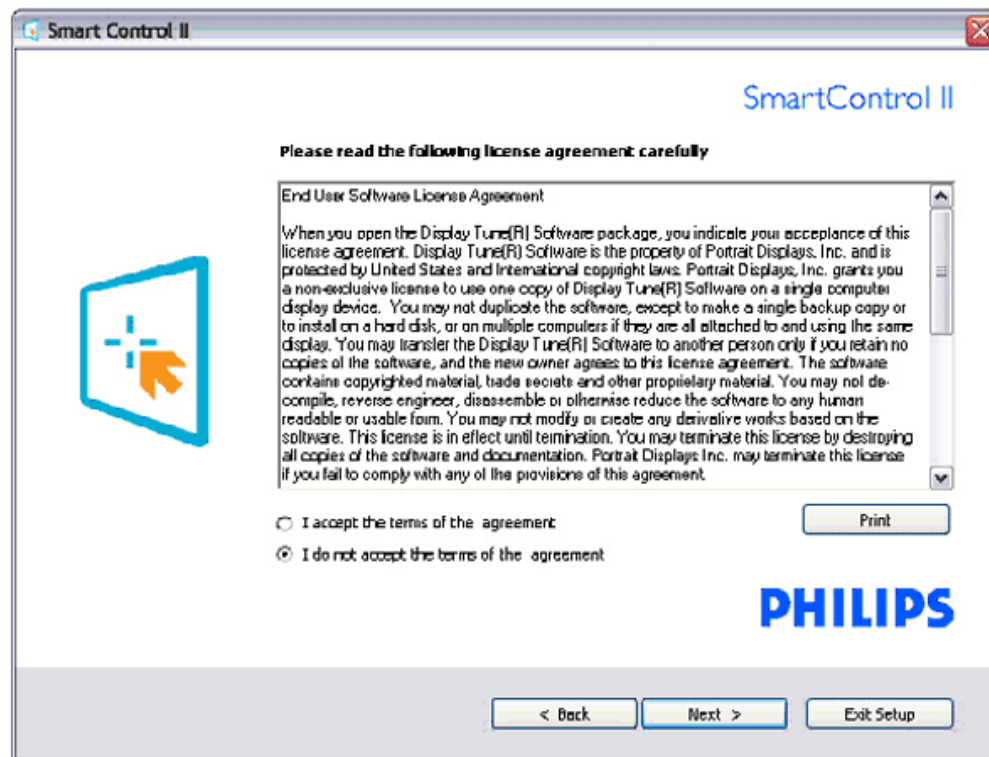 Smart Control II
SmartControl II
Please read the following license agreement carefully
End User Software License Agreement
When you open the Display Tune(R) Software package, you indicate your acceptance of this
license agreement. Display Tune(R) Software is the property of Portrait Displays, Inc. and is
protected by United States and International copyright laws. Portrait Displays, Inc. grants you
a non-exclusive license to use one copy of Display Tune(R) Software on a single computer
display device. You may not duplicate the software, except to make a single backup copy or
to install on a hard disk, or on multiple computers if they are all attached to and using the same
display. You may transfer the Display Tune(R) Software to another person only if you retain no
copies of the software, and the new owner agrees to this license agreement. The software
contains copyrighted material, trade secrets and other proprietary material. You may not de-
compile, reverse engineer, disassemble or otherwise reduce the software to any human
readable or usable form. You may not modify or create any derivative works based on the
software. This license is in effect until termination. You may terminate this license by destroying
all copies of the software and documentation. Portrait Displays Inc. may terminate this license
if you fail to comply with any of the provisions of this agreement.
I accept the terms of the agreement
Print
I do not accept the terms of the agreement
PHILIPS
< Back
Next >
Exit Setup